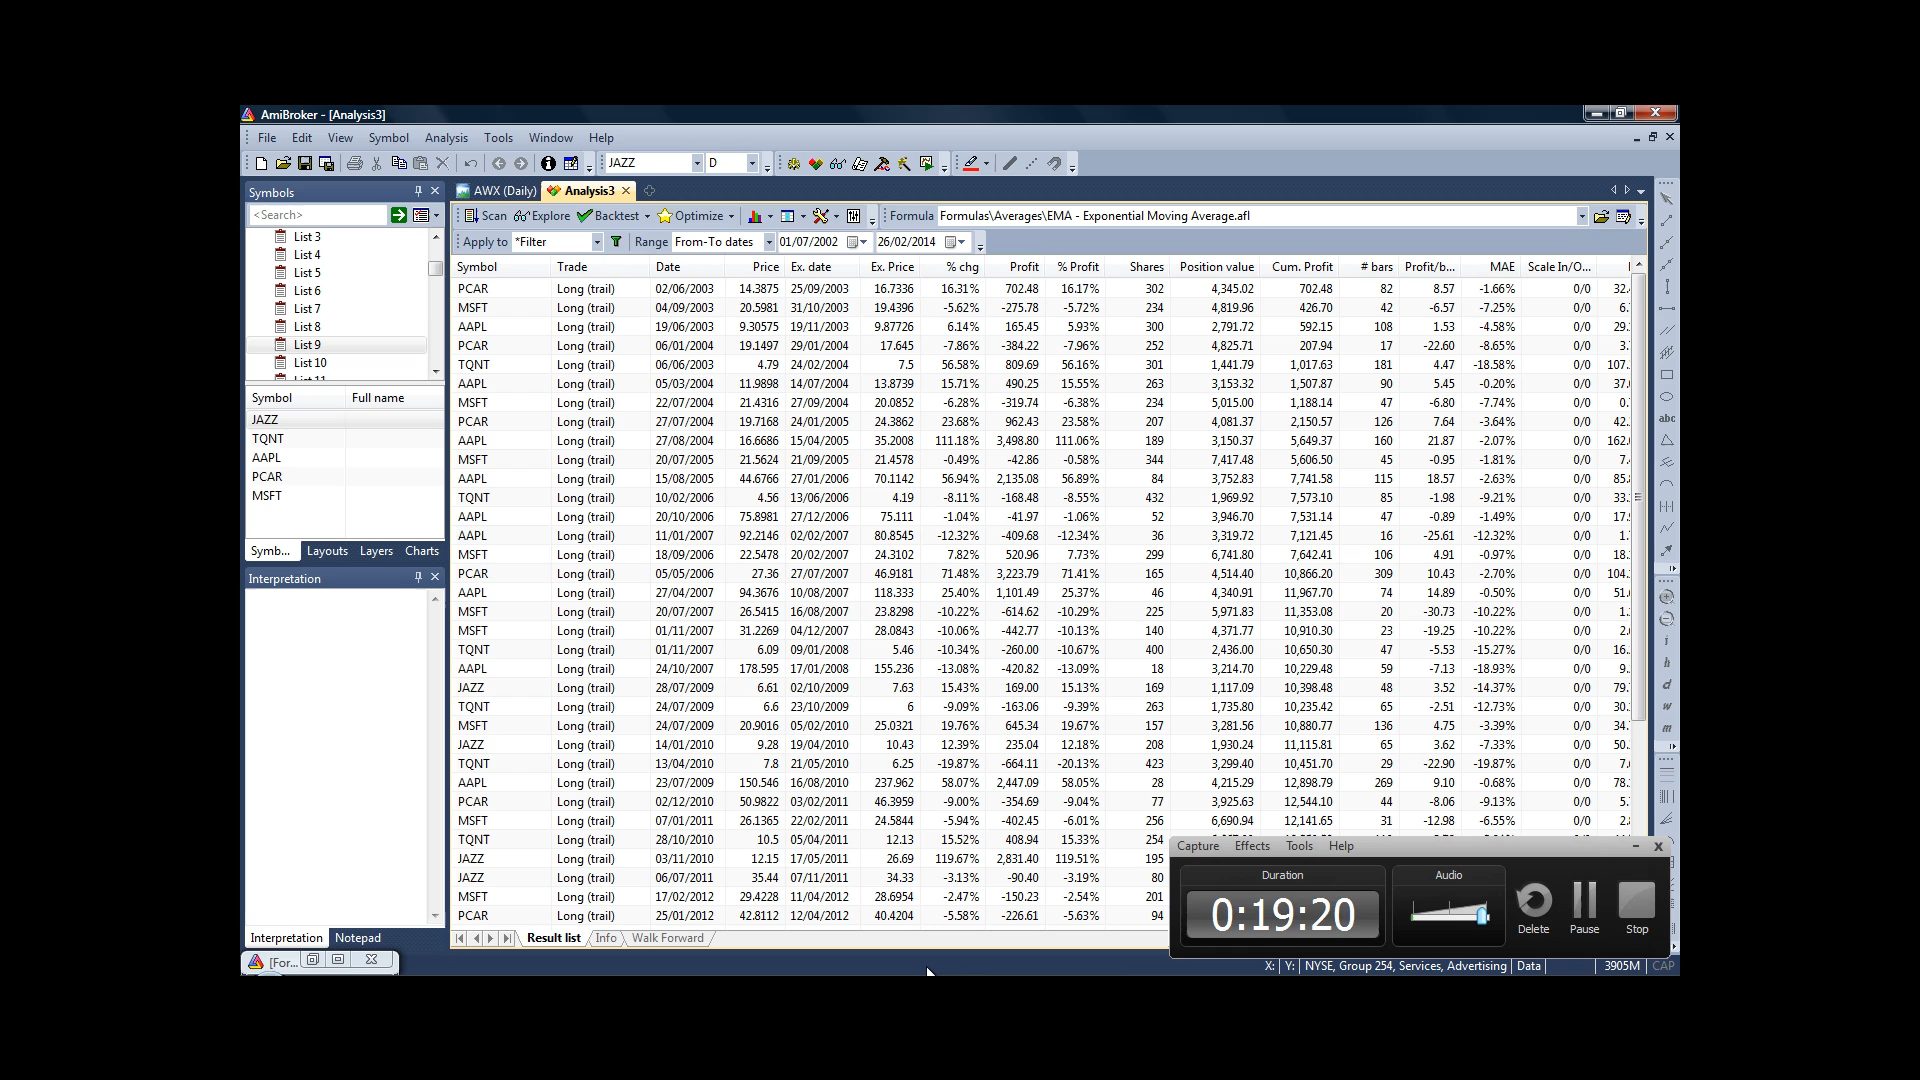 AmiBroker - [Analysis3]
File Edit View Symbol Analysis Tools Window Help
JAZZ D
Symbols
<Search>
List 3
List 4
List 5
List 6
List 7
List 8
List 9
List 10
Symbol Full name
JAZZ
TQNT
AAPL
PCAR
MSFT
Symb... Layouts Layers Charts
Interpretation
Interpretation Notepad
[For...
AWX (Daily) Analysis3
Scan Explore Backtest Optimize Formula Formulas\Averages\EMA - Exponential Moving Average.afl
Apply to *Filter Range From-To dates 01/07/2002 26/02/2014
Symbol Trade Date Price Ex. date Ex. Price % chg Profit % Profit Shares Position value Cum. Profit # bars Profit/b... MAE Scale In/O...
PCAR Long (trail) 02/06/2003 14.3875 25/09/2003 16.7336 16.31% 702.48 16.17% 302 4,345.02 702.48 82 8.57 -1.66% 0/0 32.
MSFT Long (trail) 04/09/2003 20.5981 31/10/2003 19.4396 -5.62% -275.78 -5.72% 234 4,819.96 426.70 42 -6.57 -7.25% 0/0 6.
AAPL Long (trail) 19/06/2003 9.30575 19/11/2003 9.87726 6.14% 165.45 5.93% 300 2,791.72 592.15 108 1.53 -4.58% 0/0 29.
PCAR Long (trail) 06/01/2004 19.1497 29/01/2004 17.645 -7.86% -384.22 -7.96% 252 4,825.71 207.94 17 -22.60 -8.65% 0/0 3.
TQNT Long (trail) 06/06/2003 4.79 24/02/2004 7.5 56.58% 809.69 56.16% 301 1,441.79 1,017.63 181 4.47 -18.58% 0/0 107.
AAPL Long (trail) 05/03/2004 11.9898 14/07/2004 13.8739 15.71% 490.25 15.55% 263 3,153.32 1,507.87 90 5.45 -0.20% 0/0 37.
MSFT Long (trail) 22/07/2004 21.4316 27/09/2004 20.0852 -6.28% -319.74 -6.38% 234 5,015.00 1,188.14 47 -6.80 -7.74% 0/0 0.
PCAR Long (trail) 27/07/2004 19.7168 24/01/2005 24.3862 23.68% 962.43 23.58% 207 4,081.37 2,150.57 126 7.64 -3.64% 0/0 42.
AAPL Long (trail) 27/08/2004 16.6686 15/04/2005 35.2008 111.18% 3,498.80 111.06% 189 3,150.37 5,649.37 160 21.87 -2.07% 0/0 162.
MSFT Long (trail) 20/07/2005 21.5624 21/09/2005 21.4578 -0.49% -42.86 -0.58% 344 7,417.48 5,606.50 45 -0.95 -1.81% 0/0 7.
AAPL Long (trail) 15/08/2005 44.6766 27/01/2006 70.1142 56.94% 2,135.08 56.89% 84 3,752.83 7,741.58 115 18.57 -2.63% 0/0 85.
TQNT Long (trail) 10/02/2006 4.56 13/06/2006 4.19 -8.11% -168.48 -8.55% 432 1,969.92 7,573.10 85 -1.98 -9.21% 0/0 33.
AAPL Long (trail) 20/10/2006 75.8981 27/12/2006 75.111 -1.04% -41.97 -1.06% 52 3,946.70 7,531.14 47 -0.89 -1.49% 0/0 17.
AAPL Long (trail) 11/01/2007 92.2146 02/02/2007 80.8545 -12.32% -409.68 -12.34% 36 3,319.72 7,121.45 16 -25.61 -12.32% 0/0 1.
MSFT Long (trail) 18/09/2006 22.5478 20/02/2007 24.3102 7.82% 520.96 7.73% 299 6,741.80 7,642.41 106 4.91 -0.97% 0/0 18.
PCAR Long (trail) 05/05/2006 27.36 27/07/2007 46.9181 71.48% 3,223.79 71.41% 165 4,514.40 10,866.20 309 10.43 -2.70% 0/0 104.
AAPL Long (trail) 27/04/2007 94.3676 10/08/2007 118.333 25.40% 1,101.49 25.37% 46 4,340.91 11,967.70 74 14.89 -0.50% 0/0 51.
MSFT Long (trail) 20/07/2007 26.5415 16/08/2007 23.8298 -10.22% -614.62 -10.29% 225 5,971.83 11,353.08 20 -30.73 -10.22% 0/0 1.
MSFT Long (trail) 01/11/2007 31.2269 04/12/2007 28.0843 -10.06% -442.77 -10.13% 140 4,371.77 10,910.30 23 -19.25 -10.22% 0/0 2.
TQNT Long (trail) 01/11/2007 6.09 09/01/2008 5.46 -10.34% -260.00 -10.67% 400 2,436.00 10,650.30 47 -5.53 -15.27% 0/0 16.
AAPL Long (trail) 24/10/2007 178.595 17/01/2008 155.236 -13.08% -420.82 -13.09% 18 3,214.70 10,229.48 59 -7.13 -18.93% 0/0 9.
JAZZ Long (trail) 28/07/2009 6.61 02/10/2009 7.63 15.43% 169.00 15.13% 169 1,117.09 10,398.48 48 3.52 -14.37% 0/0 79.
TQNT Long (trail) 24/07/2009 6.6 23/10/2009 6 -9.09% -163.06 -9.39% 263 1,735.80 10,235.42 65 -2.51 -12.73% 0/0 30.
MSFT Long (trail) 24/07/2009 20.9016 05/02/2010 25.0321 19.76% 645.34 19.67% 157 3,281.56 10,880.77 136 4.75 -3.39% 0/0 34.
JAZZ Long (trail) 14/01/2010 9.28 19/04/2010 10.43 12.39% 235.04 12.18% 208 1,930.24 11,115.81 65 3.62 -7.33% 0/0 50.
TQNT Long (trail) 13/04/2010 7.8 21/05/2010 6.25 -19.87% -664.11 -20.13% 423 3,299.40 10,451.70 29 -22.90 -19.87% 0/0 7.
AAPL Long (trail) 23/07/2009 150.546 16/08/2010 237.962 58.07% 2,447.09 58.05% 28 4,215.29 12,898.79 269 9.10 -0.68% 0/0 78.
PCAR Long (trail) 02/12/2010 50.9822 03/02/2011 46.3959 -9.00% -354.69 -9.04% 77 3,925.63 12,544.10 44 -8.06 -9.13% 0/0 5.
MSFT Long (trail) 07/01/2011 26.1365 22/02/2011 24.5844 -5.94% -402.45 -6.01% 256 6,690.94 12,141.65 31 -12.98 -6.55% 0/0 2.
TQNT Long (trail) 28/10/2010 10.5 05/04/2011 12.13 15.52% 408.94 15.33% 254
JAZZ Long (trail) 03/11/2010 12.15 17/05/2011 26.69 119.67% 2,831.40 119.51% 195
JAZZ Long (trail) 06/07/2011 35.44 07/11/2011 34.33 -3.13% -90.40 -3.19% 80
MSFT Long (trail) 17/02/2012 29.4228 11/04/2012 28.6954 -2.47% -150.23 -2.54% 201
PCAR Long (trail) 25/01/2012 42.8112 12/04/2012 40.4204 -5.58% -226.61 -5.63% 94
Result list Info Walk Forward
abc
i
h
d
w
m
Capture Effects Tools Help
Duration Audio
0:19:20
Delete Pause Stop
X: Y: NYSE, Group 254, Services, Advertising Data 3905M CAP